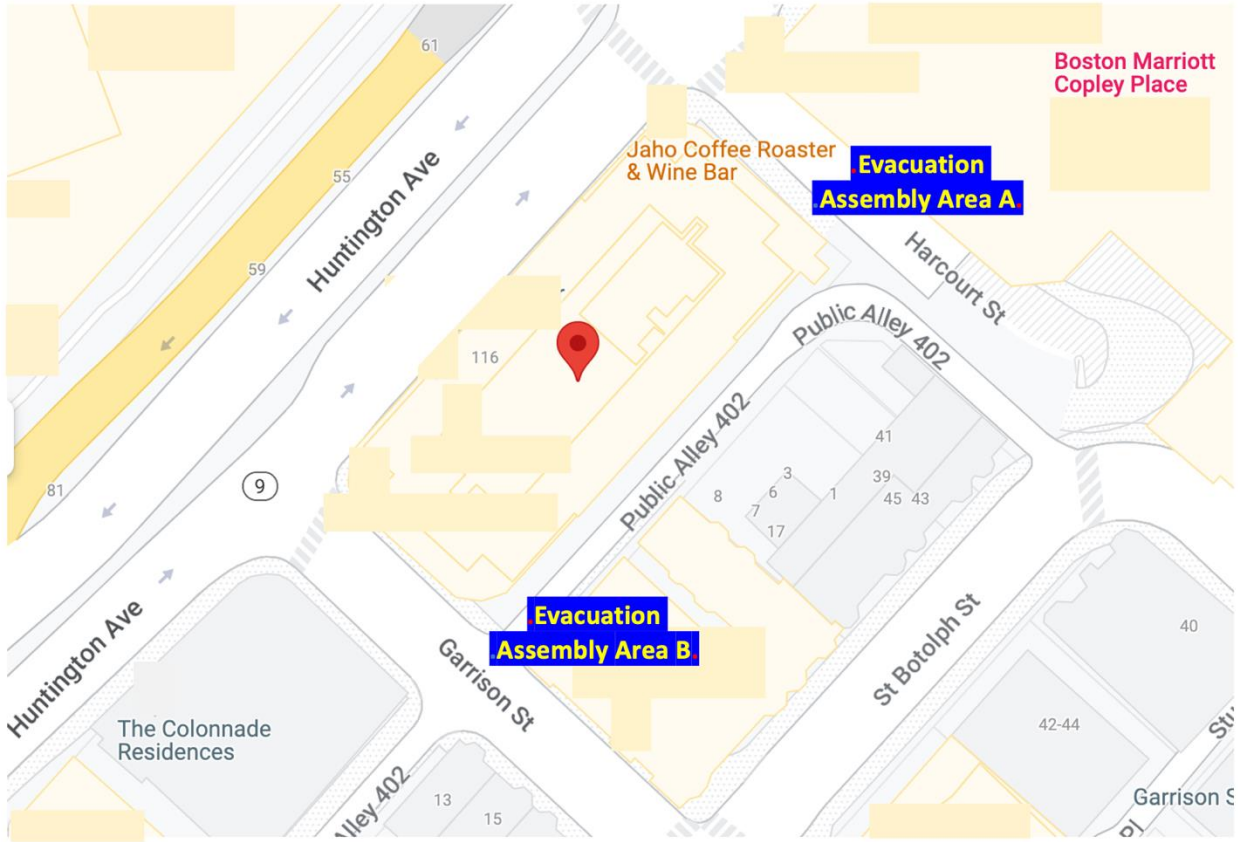 61
Boston Marriott
Copley Place
Huntington Ave
Jaho Coffee Roaster
& Wine Bar
.Evacuation
.Assembly Area A.
55
59
Harcourt St
116
Public Alley 402
Public Alley 402
41
3
39
6
8
1
45
43
7
17
9
81
.Evacuation
.Assembly Area B.
Huntington Ave
Garrison St
St Botolph St
40
42-44
The Colonnade
Residences
13
15
Alley 402
Garrison S
Pl